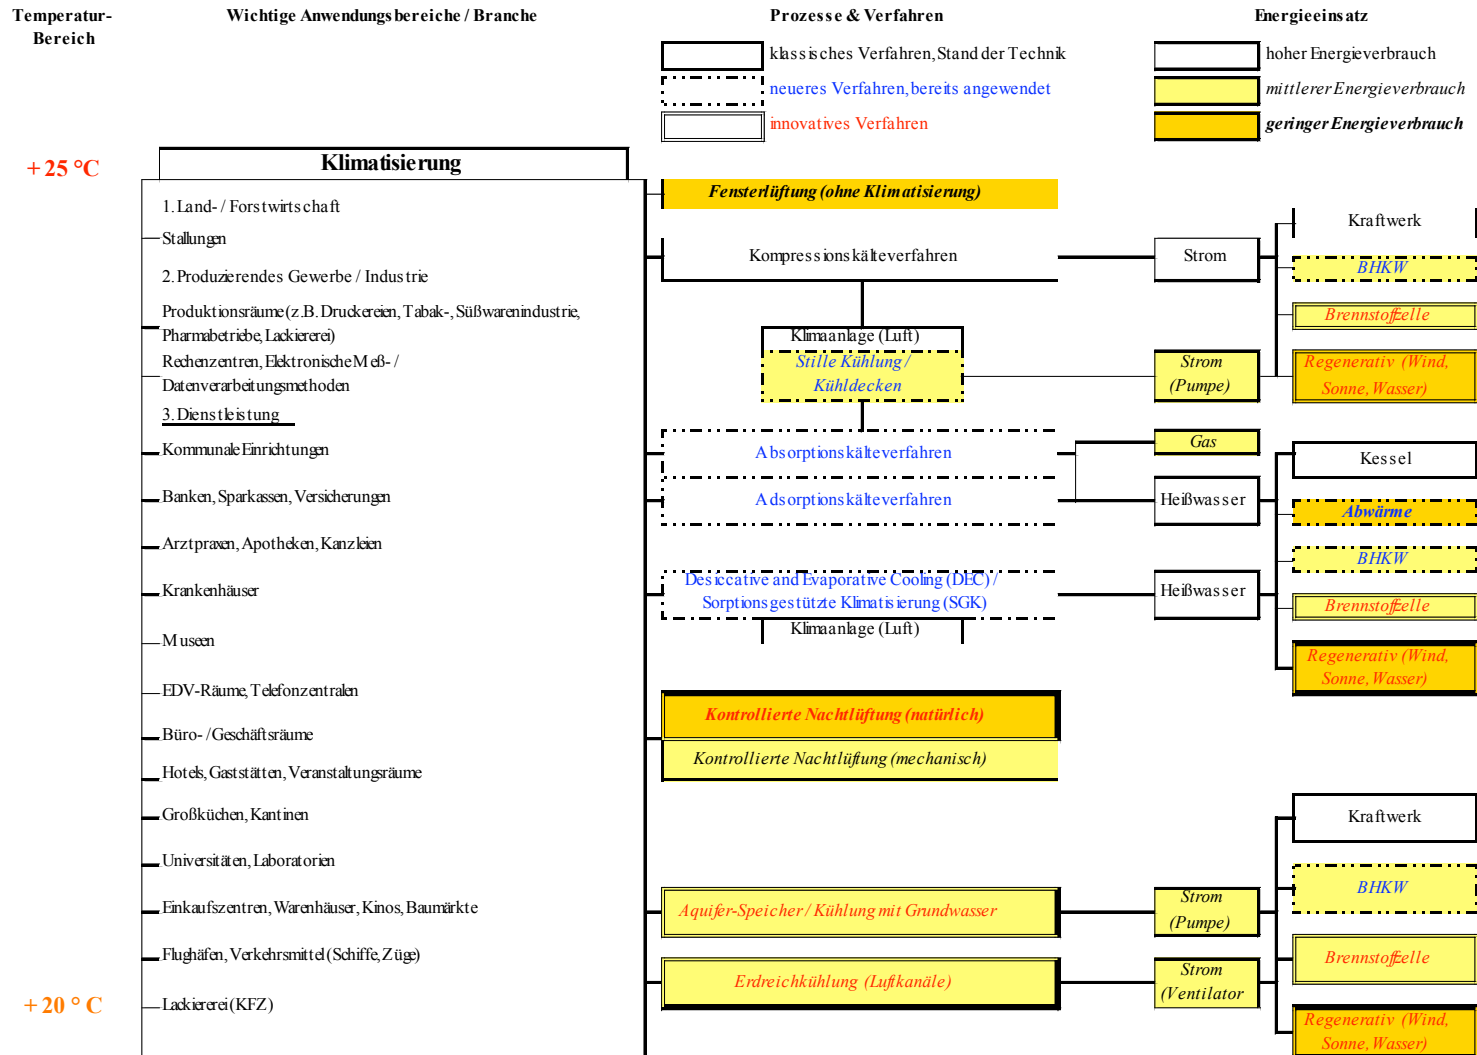 Temperatur-
Bereich
Wichtige Anwendungsbereiche / Branche
Prozesse & Verfahren
Energieeinsatz
klassisches Verfahren, Stand der Technik
hoher Energieverbrauch
neueres Verfahren, bereits angewendet
mittlerer Energieverbrauch
innovatives Verfahren
geringer Energieverbrauch
+ 25 °C
Klimatisierung
1. Land- / Forstwirtschaft
Stallungen
2. Produzierendes Gewerbe / Industrie
Produktionsräume (z.B. Druckereien, Tabak-, Süßwarenindustrie,
Pharmabetriebe, Lackiererei)
Rechenzentren, Elektronische Meß- /
Datenverarbeitungsmethoden
3. Dienstleistung
Kommunale Einrichtungen
Banken, Sparkassen, Versicherungen
Arztpraxen, Apotheken, Kanzleien
Krankenhäuser
Museen
EDV-Räume, Telefonzentralen
Büro- / Geschäftsräume
Hotels, Gaststätten, Veranstaltungsräume
Großküchen, Kantinen
Universitäten, Laboratorien
Einkaufszentren, Warenhäuser, Kinos, Baumärkte
Flughäfen, Verkehrsmittel (Schiffe, Züge)
+ 20 ° C
Lackiererei (KFZ)
Fensterlüftung (ohne Klimatisierung)
Kompressionskälteverfahren
Klimaanlage (Luft)
Stille Kühlung /
Kühldecken
Absorptionskälteverfahren
Adsorptionskälteverfahren
Desiccative and Evaporative Cooling (DEC) /
Sorptionsgestützte Klimatisierung (SGK)
Klimaanlage (Luft)
Kontrollierte Nachtlüftung (natürlich)
Kontrollierte Nachtlüftung (mechanisch)
Aquifer-Speicher / Kühlung mit Grundwasser
Erdreichkühlung (Luftkanäle)
Strom
Strom
(Pumpe)
Gas
Heißwasser
Heißwasser
Strom
(Pumpe)
Strom
(Ventilator
Kraftwerk
BHKW
Brennstoffzelle
Regenerativ (Wind,
Sonne, Wasser)
Kessel
Abwärme
BHKW
Brennstoffzelle
Regenerativ (Wind,
Sonne, Wasser)
Kraftwerk
BHKW
Brennstoffzelle
Regenerativ (Wind,
Sonne, Wasser)